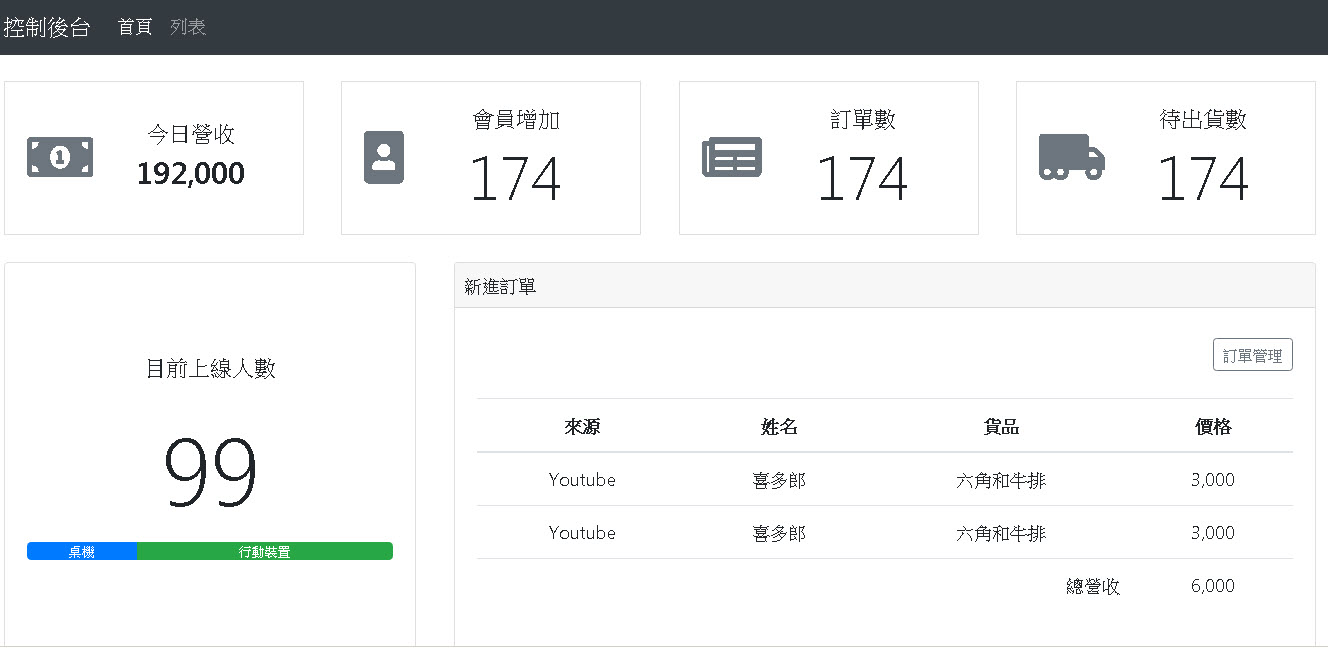 控制後台 首頁 列表
今日營收
192,000
會員增加
174
訂單數
174
待出貨數
174
目前上線人數
99
桌機 行動裝置
新進訂單
訂單管理
來源 姓名 貨品 價格
Youtube 喜多郎 六角和牛排 3,000
Youtube 喜多郎 六角和牛排 3,000
總營收 6,000